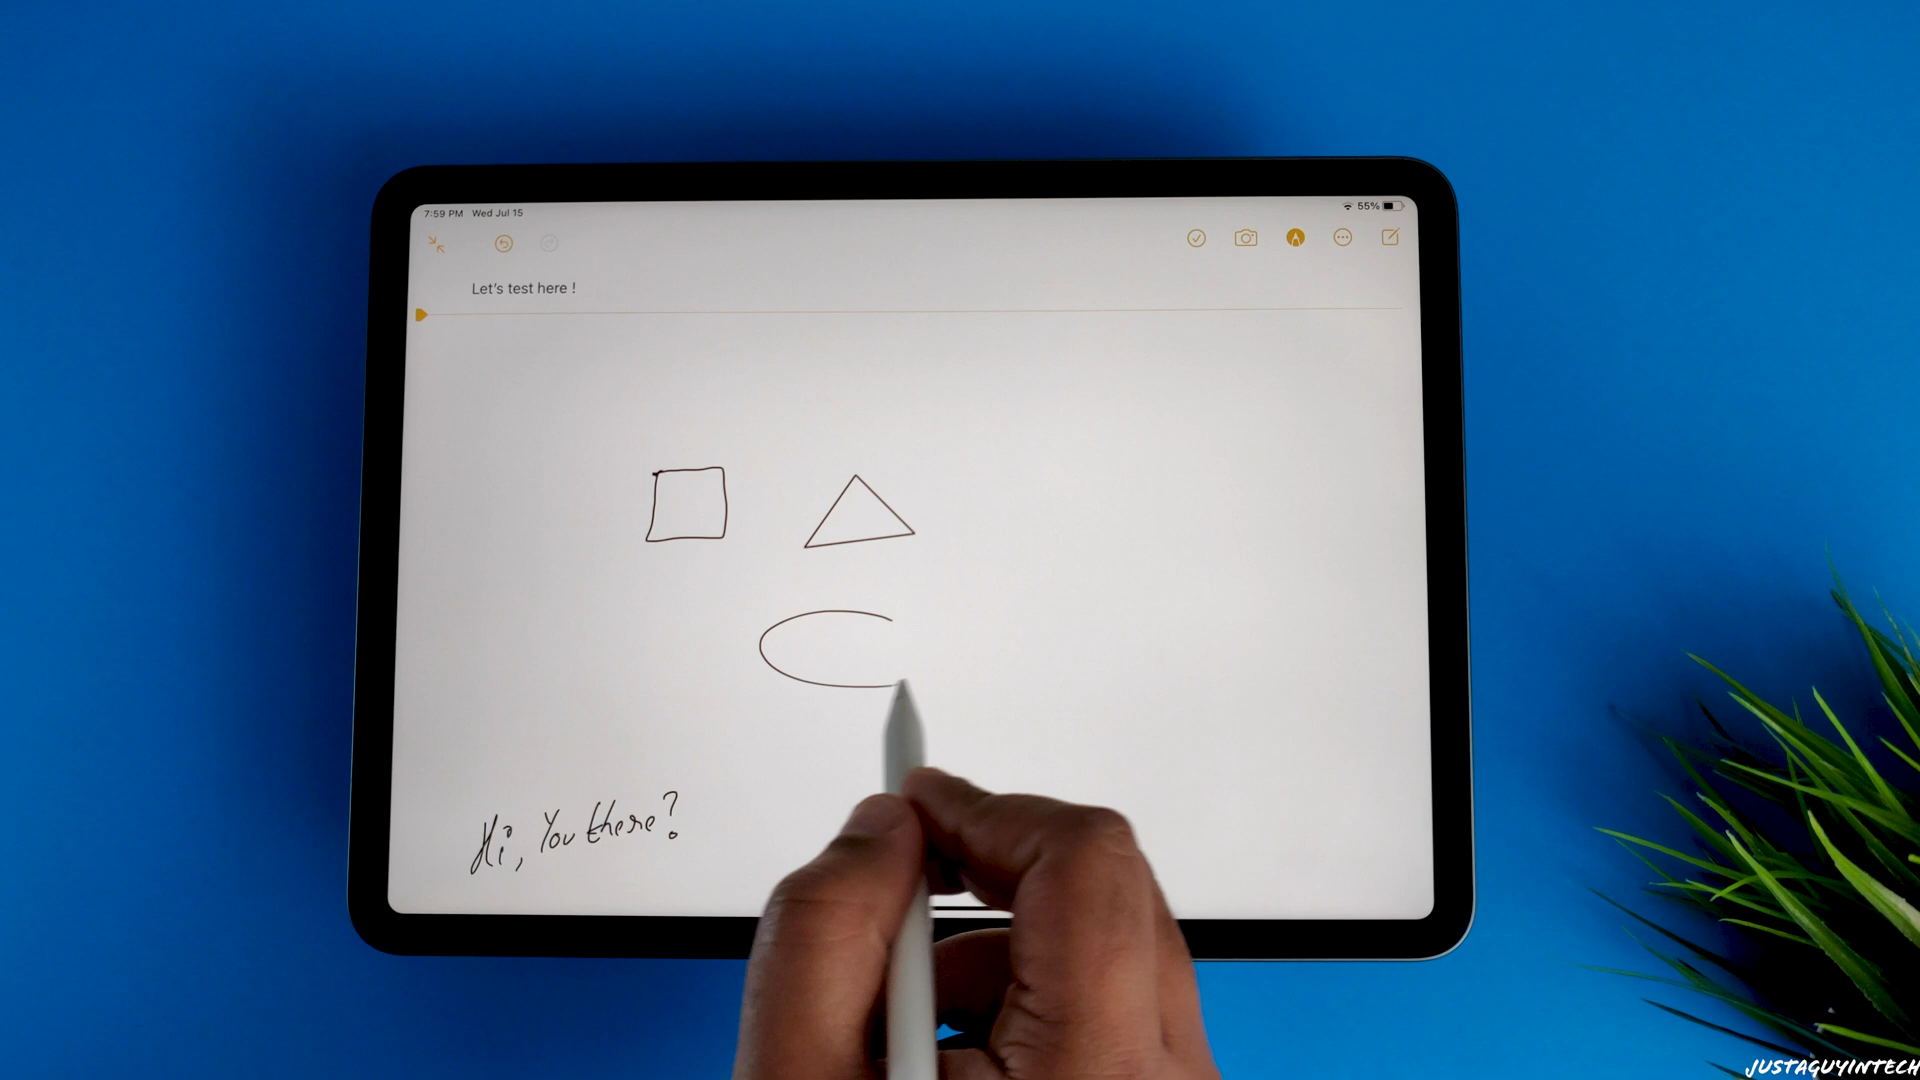 7:59 PM Wed Jul 15
55%
Let's test here !
Hi, You there?
JUSTAGUYINTECH